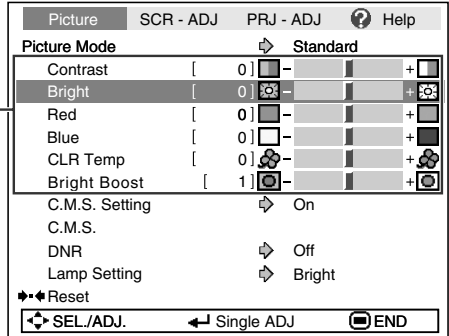 Picture SCR - ADJ PRJ - ADJ ? Help
Picture Mode Standard
Contrast [ 0 ] - +
Bright [ 0 ] - +
Red [ 0 ] - +
Blue [ 0 ] - +
CLR Temp [ 0 ] - +
Bright Boost [ 1 ] - +
C.M.S. Setting On
C.M.S.
DNR Off
Lamp Setting Bright
Reset
SEL./ADJ. Single ADJ END